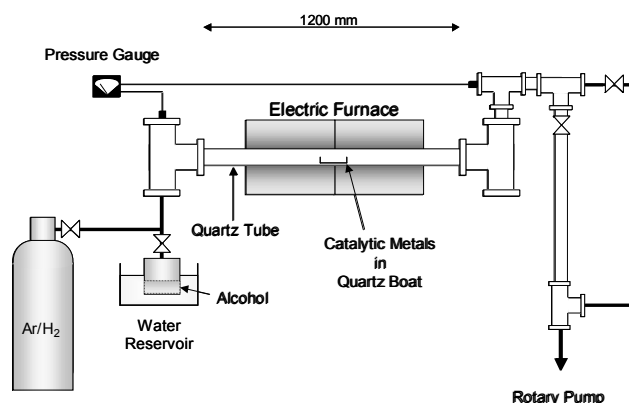 1200 mm
Pressure Gauge
Electric Furnace
Quartz Tube
Catalytic Metals
in
Quartz Boat
Alcohol
Ar/H2
Water
Reservoir
Rotary Pump